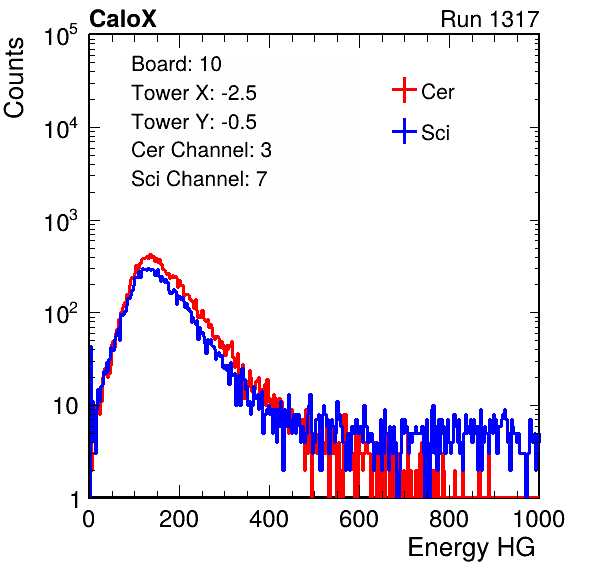 CaloX Run 1317
Counts
10^5
10^4
10^3
10^2
10
1
Board: 10
Tower X: -2.5
Tower Y: -0.5
Cer Channel: 3
Sci Channel: 7
Cer
Sci
0 200 400 600 800 1000
Energy HG